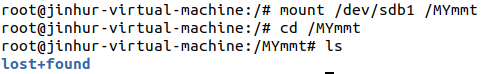 root@jinhur-virtual-machine:/# mount /dev/sdb1 /MYmmt
root@jinhur-virtual-machine:/# cd /MYmmt
root@jinhur-virtual-machine:/MYmmt# ls
lost+found